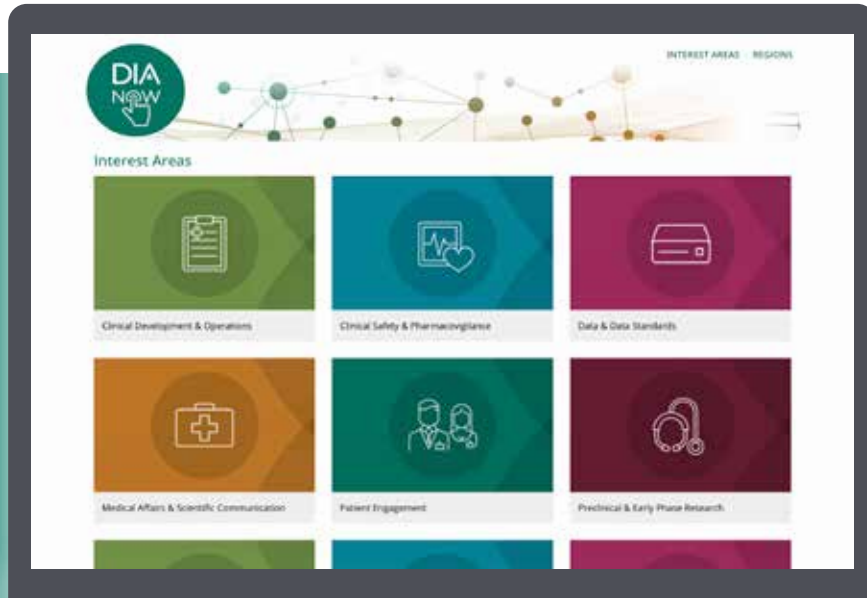 DIA
NOW
INTEREST AREAS
REGIONS
Interest Areas
Clinical Development & Operations
Clinical Safety & Pharmacovigilance
Data & Data Standards
Medical Affairs & Scientific Communication
Patient Engagement
Preclinical & Early Phase Research